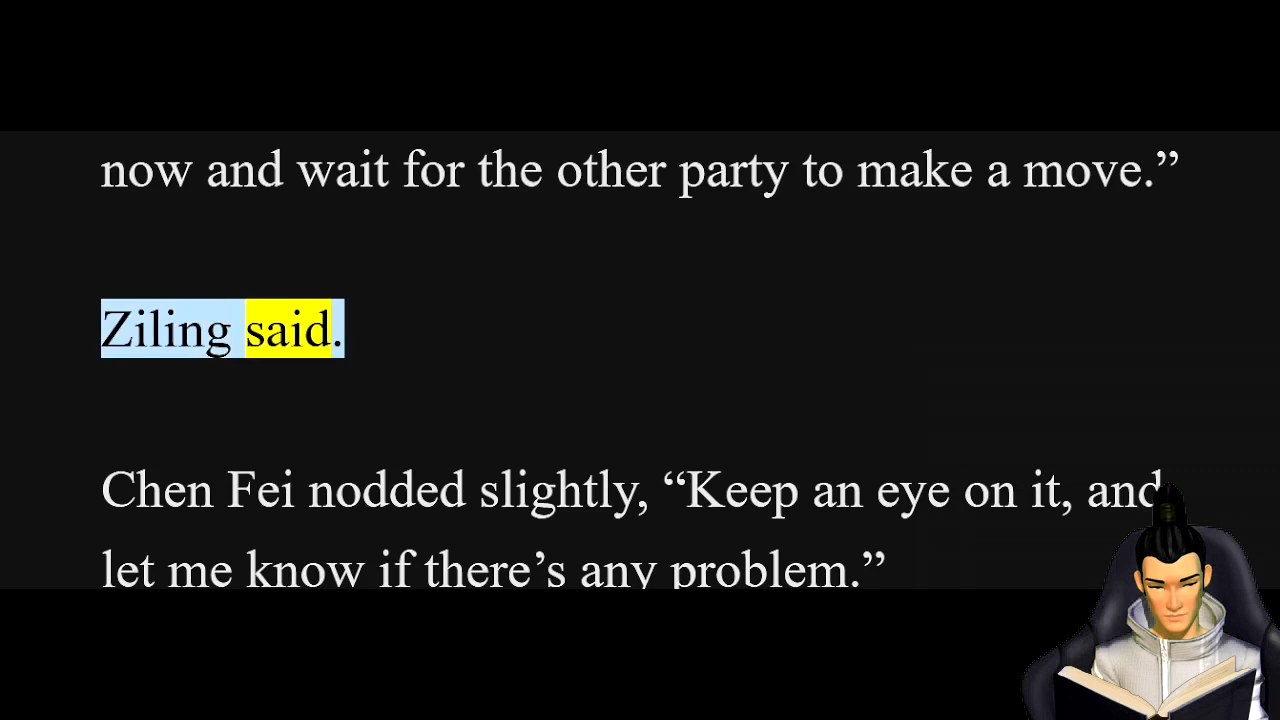 now and wait for the other party to make a move.”
Ziling said.
Chen Fei nodded slightly, “Keep an eye on it, and
let me know if there’s any problem.”